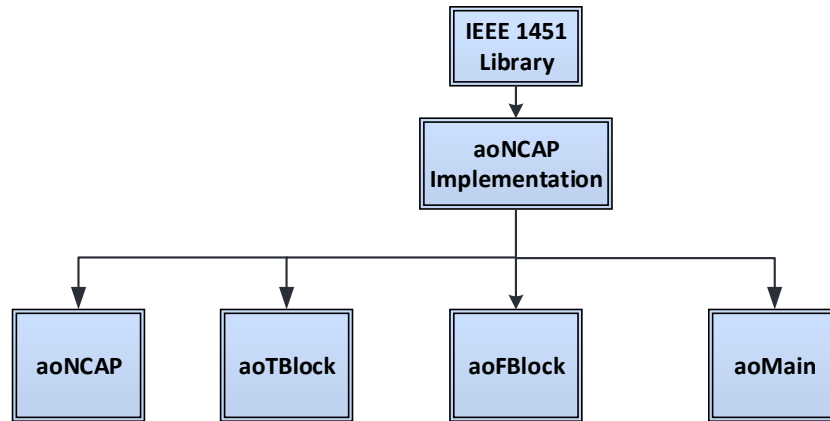 IEEE 1451
Library
aoNCAP
Implementation
aoNCAP
aoTBlock
aoFBlock
aoMain